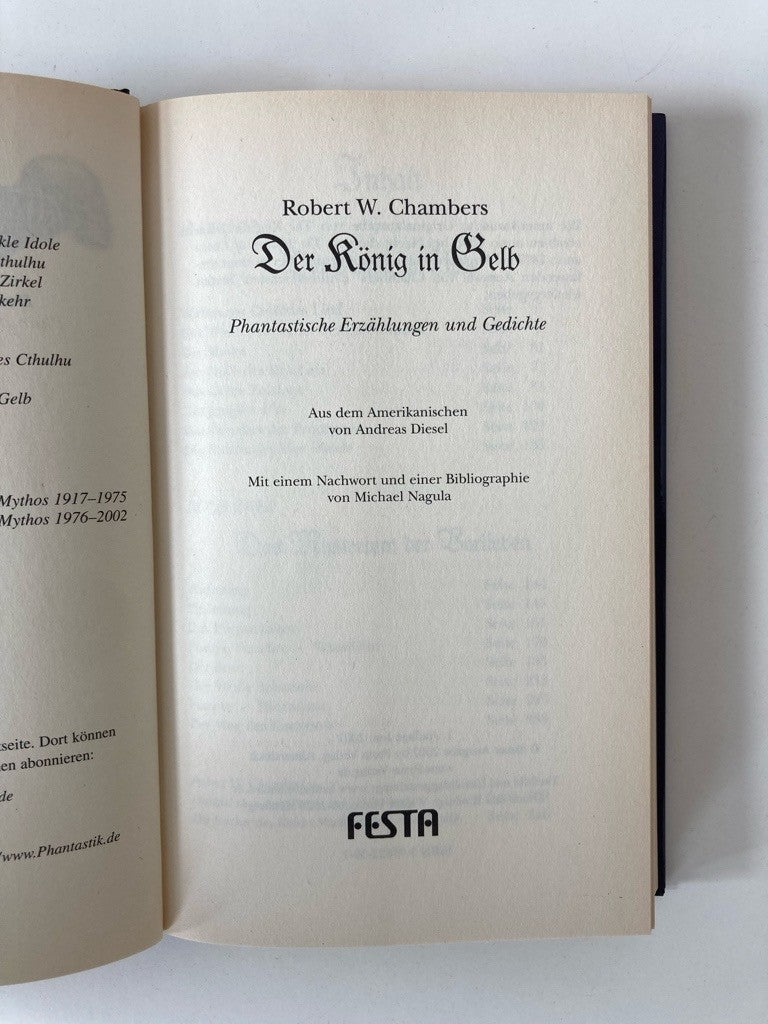 kle Idole
thulhu
Zirkel
kehr
es Cthulhu
Gelb
Mythos 1917–1975
Mythos 1976–2002
seite. Dort können
en abonnieren:
de
/www.Phantastik.de
Robert W. Chambers
Der König in Gelb
Phantastische Erzählungen und Gedichte
Aus dem Amerikanischen
von Andreas Diesel
Mit einem Nachwort und einer Bibliographie
von Michael Nagula
FESTA